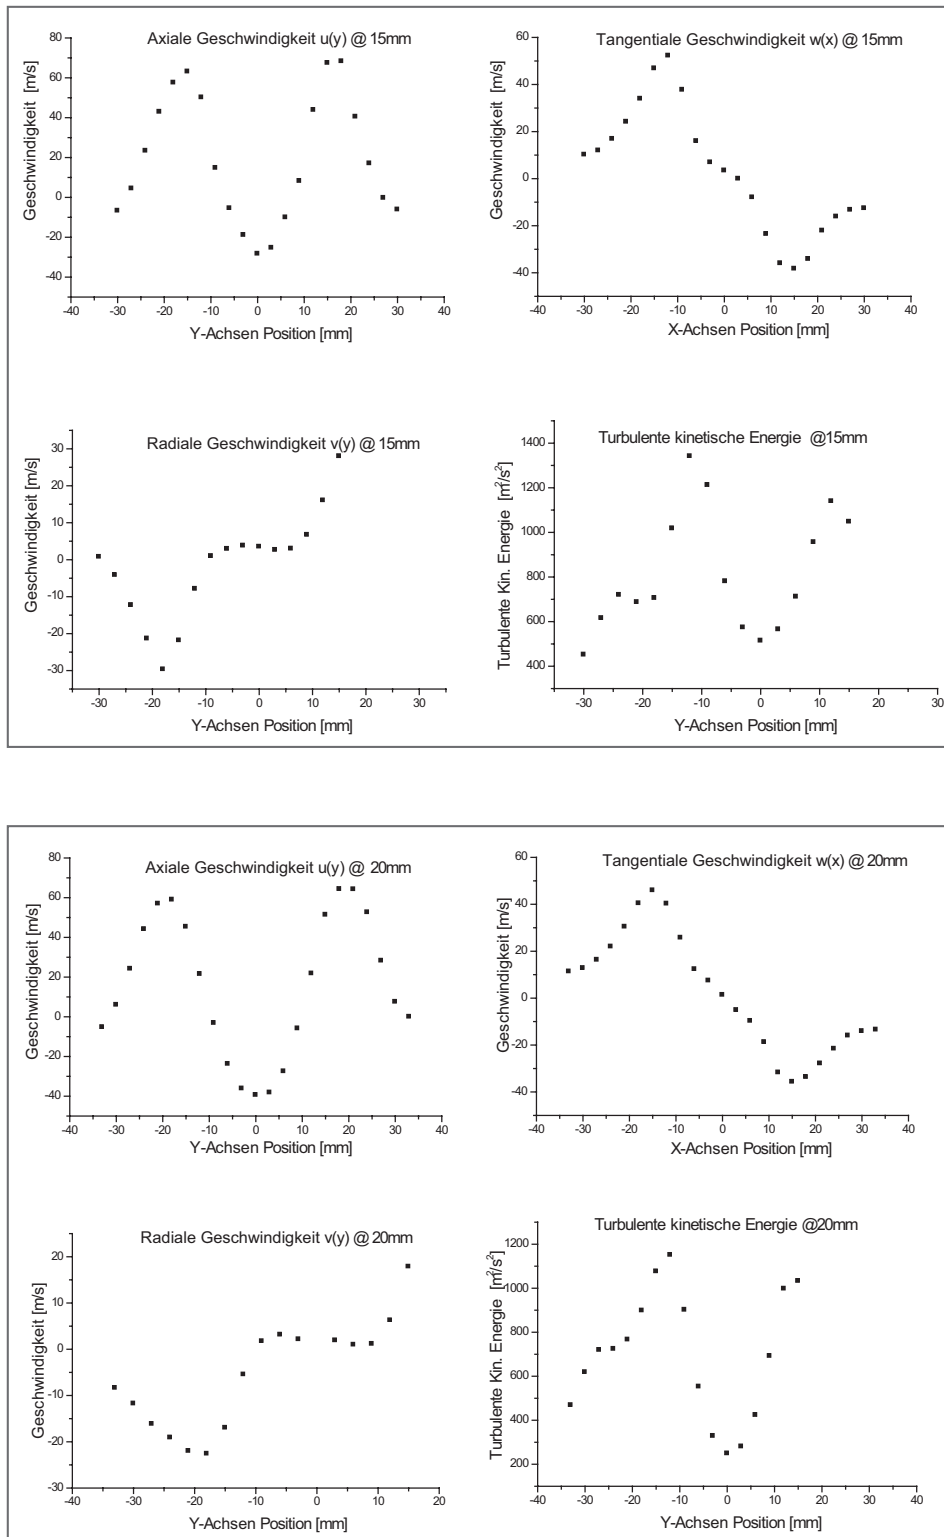 Axiale Geschwindigkeit u(y) @ 15mm
Geschwindigkeit [m/s]
80
60
40
20
0
-20
-40
-40 -30 -20 -10 0 10 20 30 40
Y-Achsen Position [mm]
Tangentiale Geschwindigkeit w(x) @ 15mm
Geschwindigkeit [m/s]
60
40
20
0
-20
-40
-40 -30 -20 -10 0 10 20 30 40
X-Achsen Position [mm]
Radiale Geschwindigkeit v(y) @ 15mm
Geschwindigkeit [m/s]
30
20
10
0
-10
-20
-30
-30 -20 -10 0 10 20 30
Y-Achsen Position [mm]
Turbulente kinetische Energie @15mm
Turbulente Kin. Energie [m²/s²]
1400
1200
1000
800
600
400
-30 -20 -10 0 10 20 30
Y-Achsen Position [mm]
Axiale Geschwindigkeit u(y) @ 20mm
Geschwindigkeit [m/s]
80
60
40
20
0
-20
-40
-40 -30 -20 -10 0 10 20 30 40
Y-Achsen Position [mm]
Tangentiale Geschwindigkeit w(x) @ 20mm
Geschwindigkeit [m/s]
60
40
20
0
-20
-40
-40 -30 -20 -10 0 10 20 30 40
X-Achsen Position [mm]
Radiale Geschwindigkeit v(y) @ 20mm
Geschwindigkeit [m/s]
20
10
0
-10
-20
-30
-40 -30 -20 -10 0 10 20
Y-Achsen Position [mm]
Turbulente kinetische Energie @20mm
Turbulente Kin. Energie [m²/s²]
1200
1000
800
600
400
200
-40 -30 -20 -10 0 10 20 30 40
Y-Achsen Position [mm]